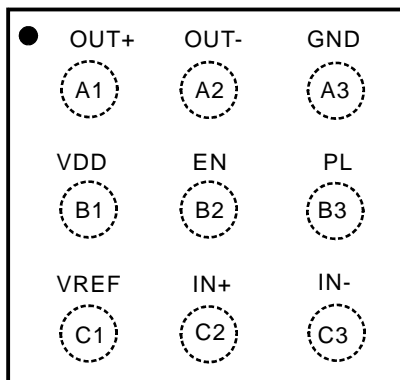 OUT+ OUT- GND
A1 A2 A3
VDD EN PL
B1 B2 B3
VREF IN+ IN-
C1 C2 C3